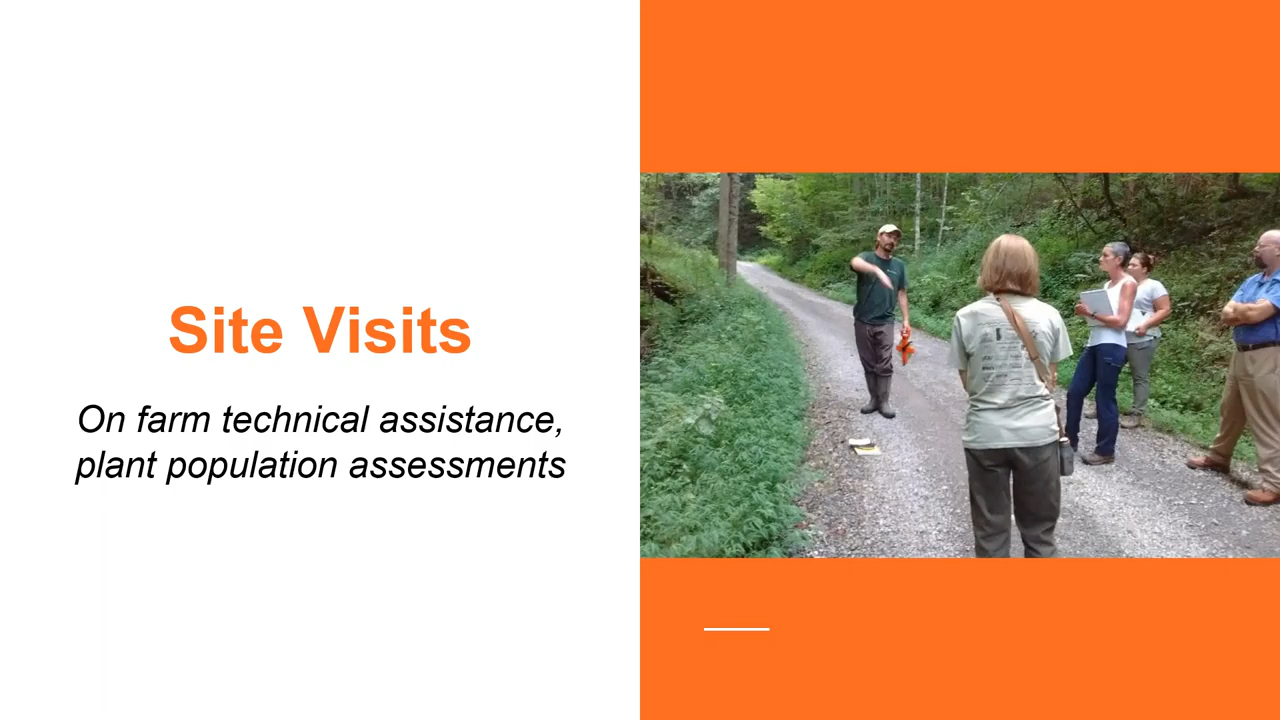 Site Visits
On farm technical assistance,
plant population assessments